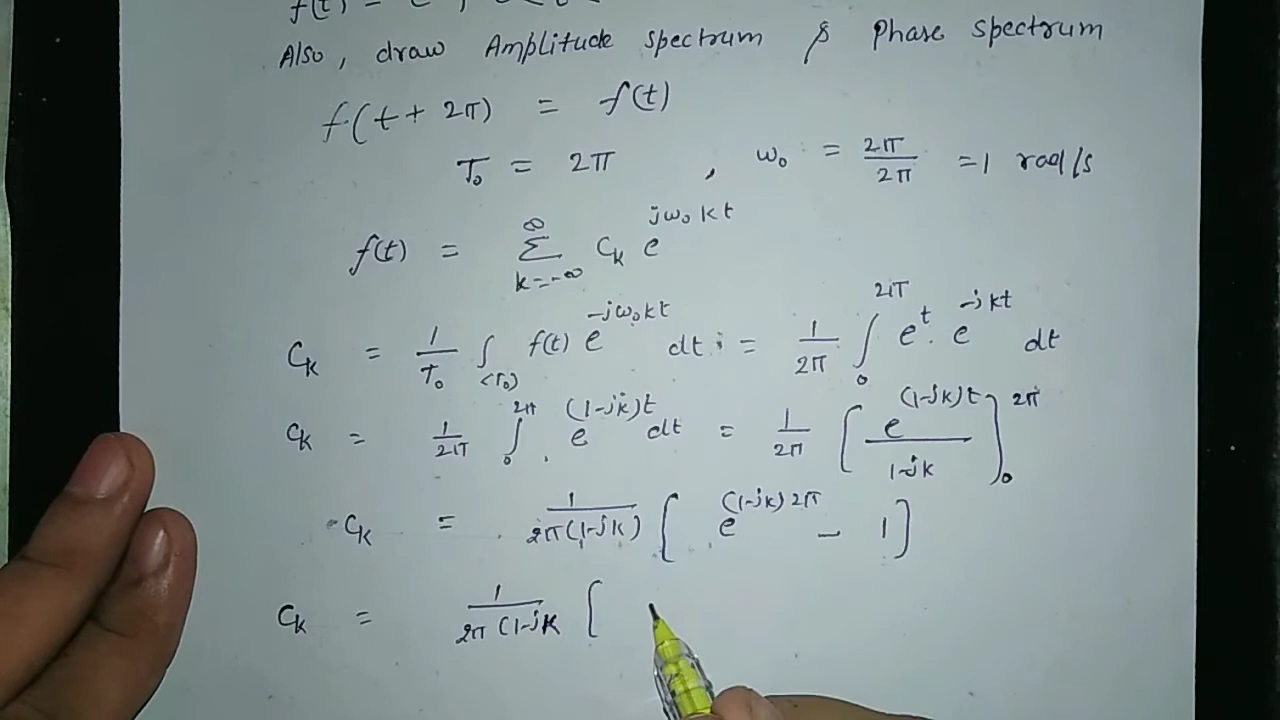 Also, draw Amplitude spectrum & Phase spectrum
f(t + 2π) = f(t)
T₀ = 2π , ω₀ = 2π/2π = 1 rad/s
f(t) = Σ_{k=-∞}^{∞} C_k e^{jω₀kt}
C_k = 1/T₀ ∫_{<T₀>} f(t) e^{-jω₀kt} dt ; = 1/2π ∫_0^{2π} e^t . e^{-jkt} dt
C_k = 1/2π ∫_0^{2π} e^{(1-jk)t} dt = 1/2π [ e^{(1-jk)t} / 1-jk ]_0^{2π}
C_k = 1/2π(1-jk) [ e^{(1-jk)2π} - 1 ]
C_k = 1/2π(1-jk [